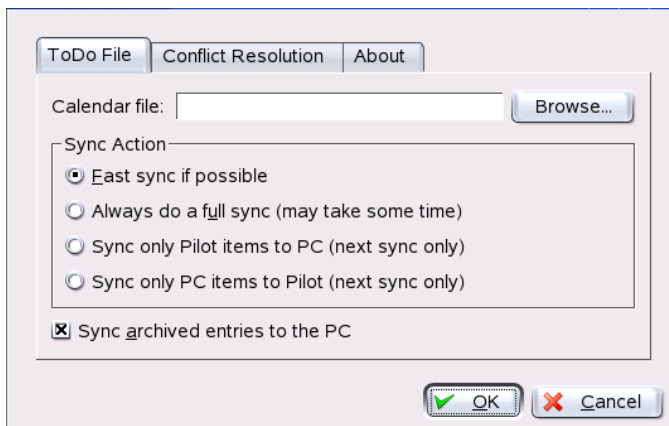 ToDo File Conflict Resolution About
Calendar file: Browse...
Sync Action
Fast sync if possible
Always do a full sync (may take some time)
Sync only Pilot items to PC (next sync only)
Sync only PC items to Pilot (next sync only)
Sync archived entries to the PC
OK Cancel